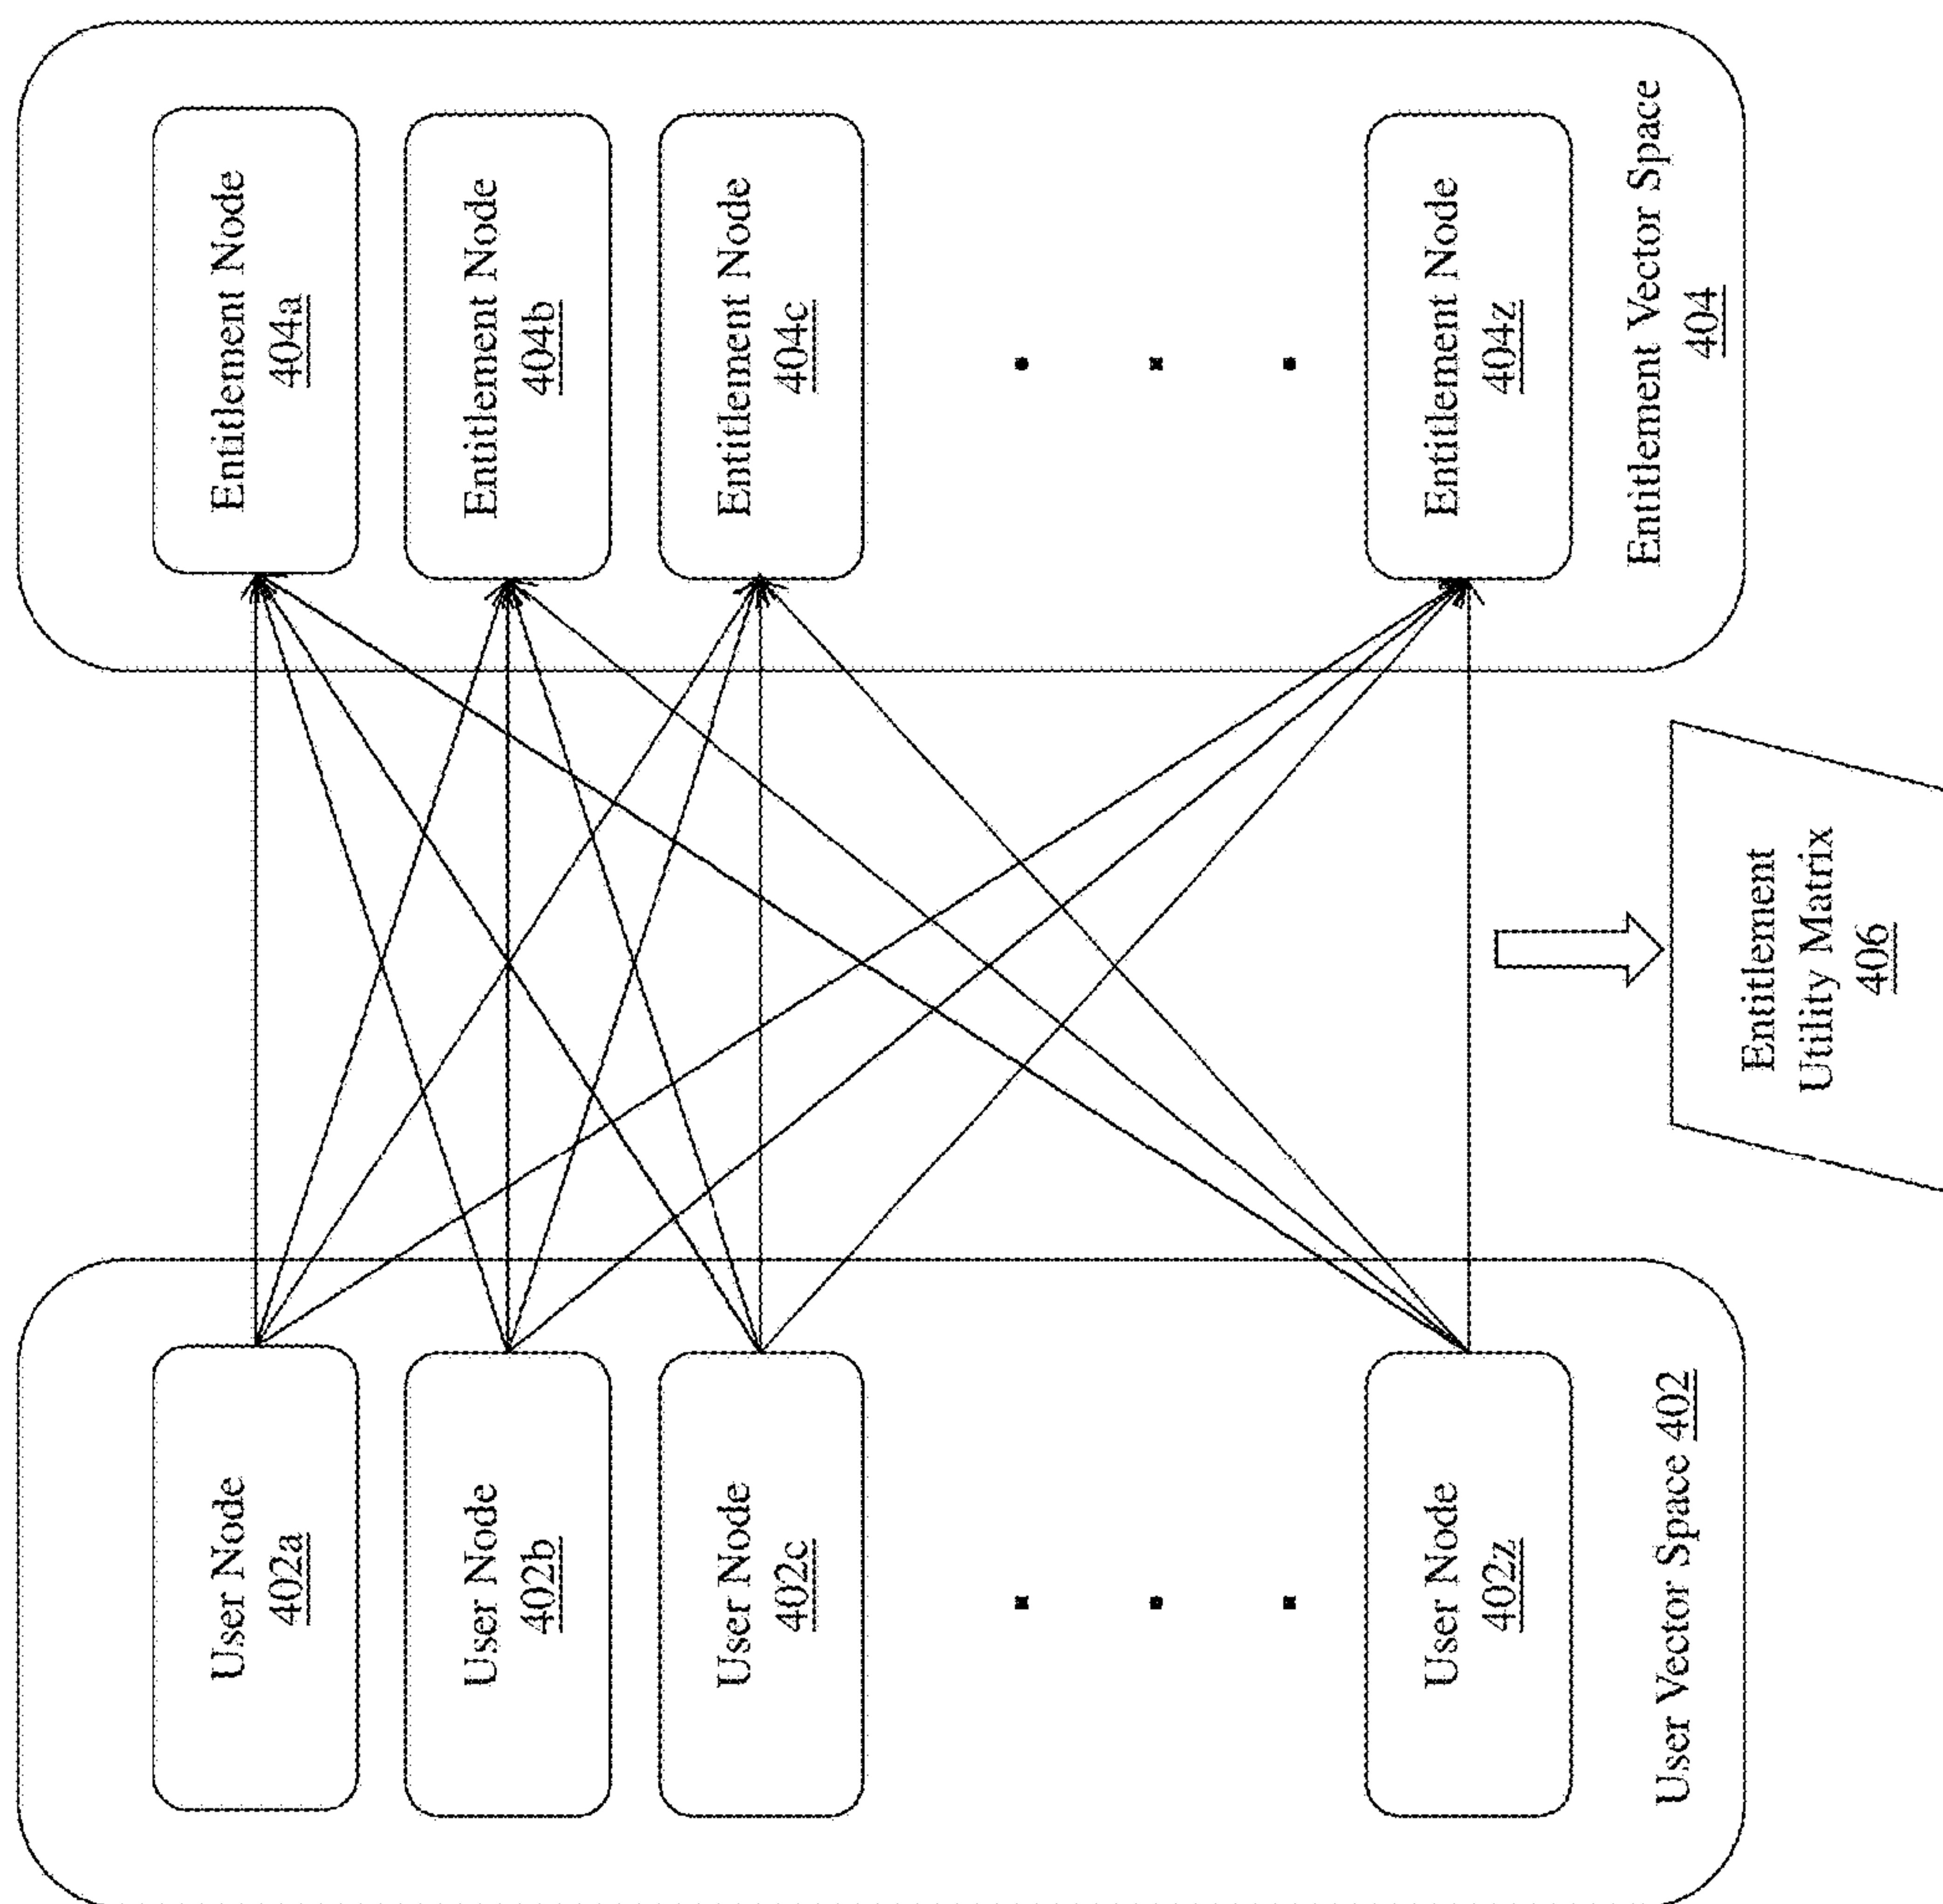 User Node
402a
User Node
402b
User Node
402c
User Node
402z
User Vector Space 402
Entitlement Node
404a
Entitlement Node
404b
Entitlement Node
404c
Entitlement Node
404z
Entitlement Vector Space
404
Entitlement
Utility Matrix
406